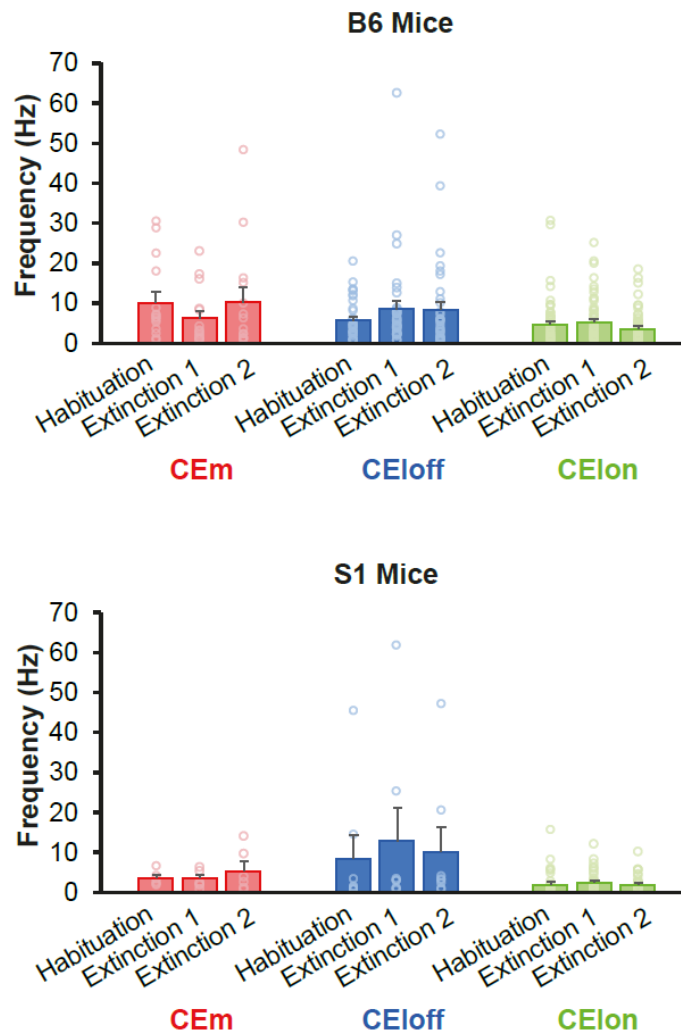 B6 Mice
Frequency (Hz)
70
60
50
40
30
20
10
0
Habituation
Extinction 1
Extinction 2
Habituation
Extinction 1
Extinction 2
Habituation
Extinction 1
Extinction 2
CEm
CEloff
CElon
S1 Mice
Frequency (Hz)
70
60
50
40
30
20
10
0
Habituation
Extinction 1
Extinction 2
Habituation
Extinction 1
Extinction 2
Habituation
Extinction 1
Extinction 2
CEm
CEloff
CElon